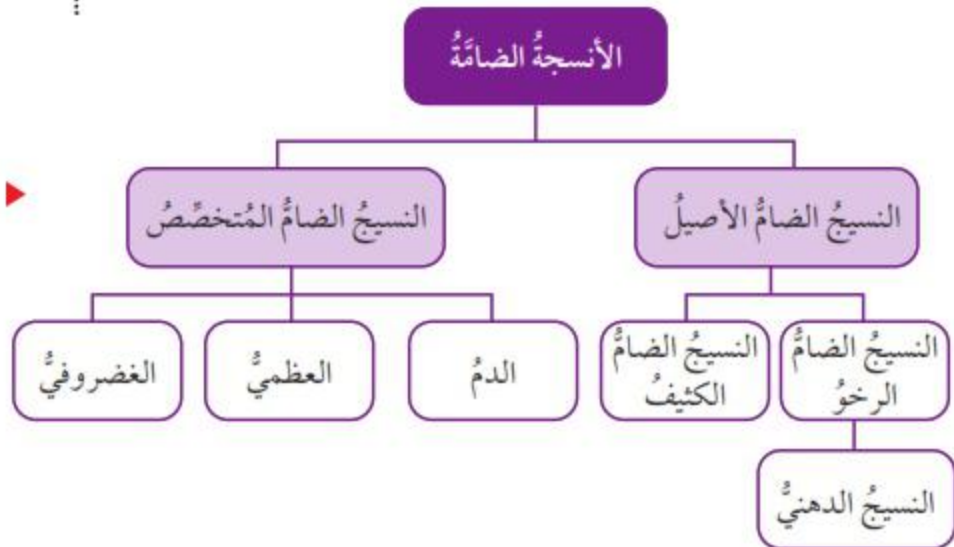 الأنسجةُ الضامَّةُ
النسيجُ الضامُّ الأصيلُ
النسيجُ الضامُّ المُتخصِّصُ
النسيجُ الضامُّ
الرخوُ
النسيجُ الضامُّ
الكثيفُ
الدمُ
العظميُّ
الغضروفيُّ
النسيجُ الدهنيُّ